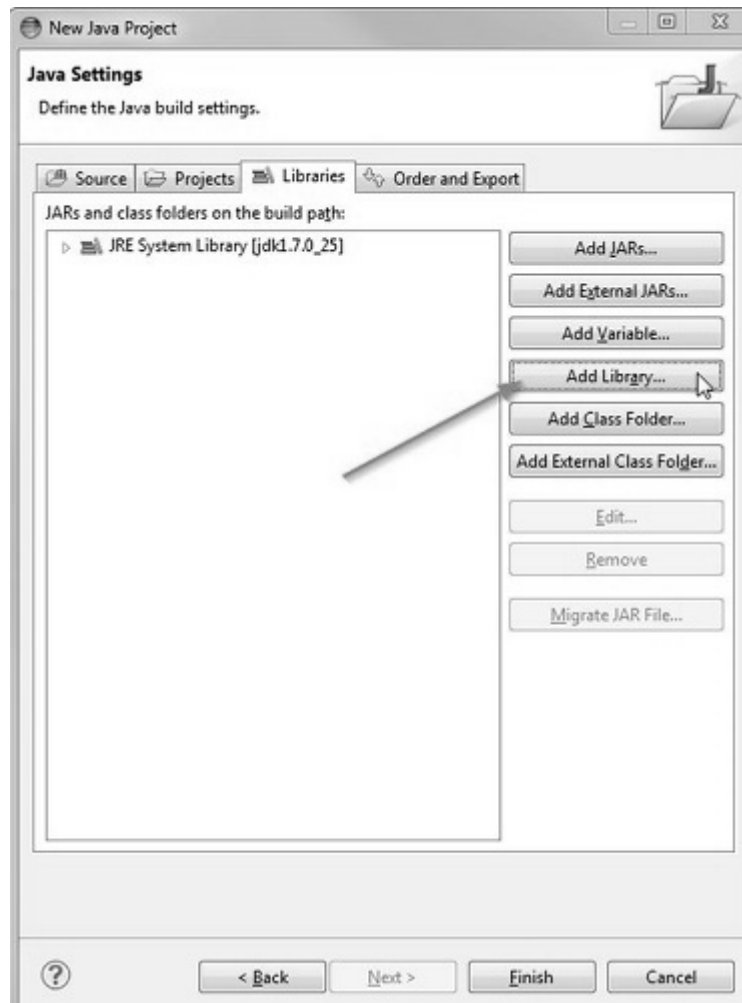 New Java Project
Java Settings
Define the Java build settings.
Source Projects Libraries Order and Export
JARs and class folders on the build path:
JRE System Library [jdk1.7.0_25]
Add JARs...
Add External JARs...
Add Variable...
Add Library...
Add Class Folder...
Add External Class Folder...
Edit...
Remove
Migrate JAR File...
? < Back Next > Finish Cancel